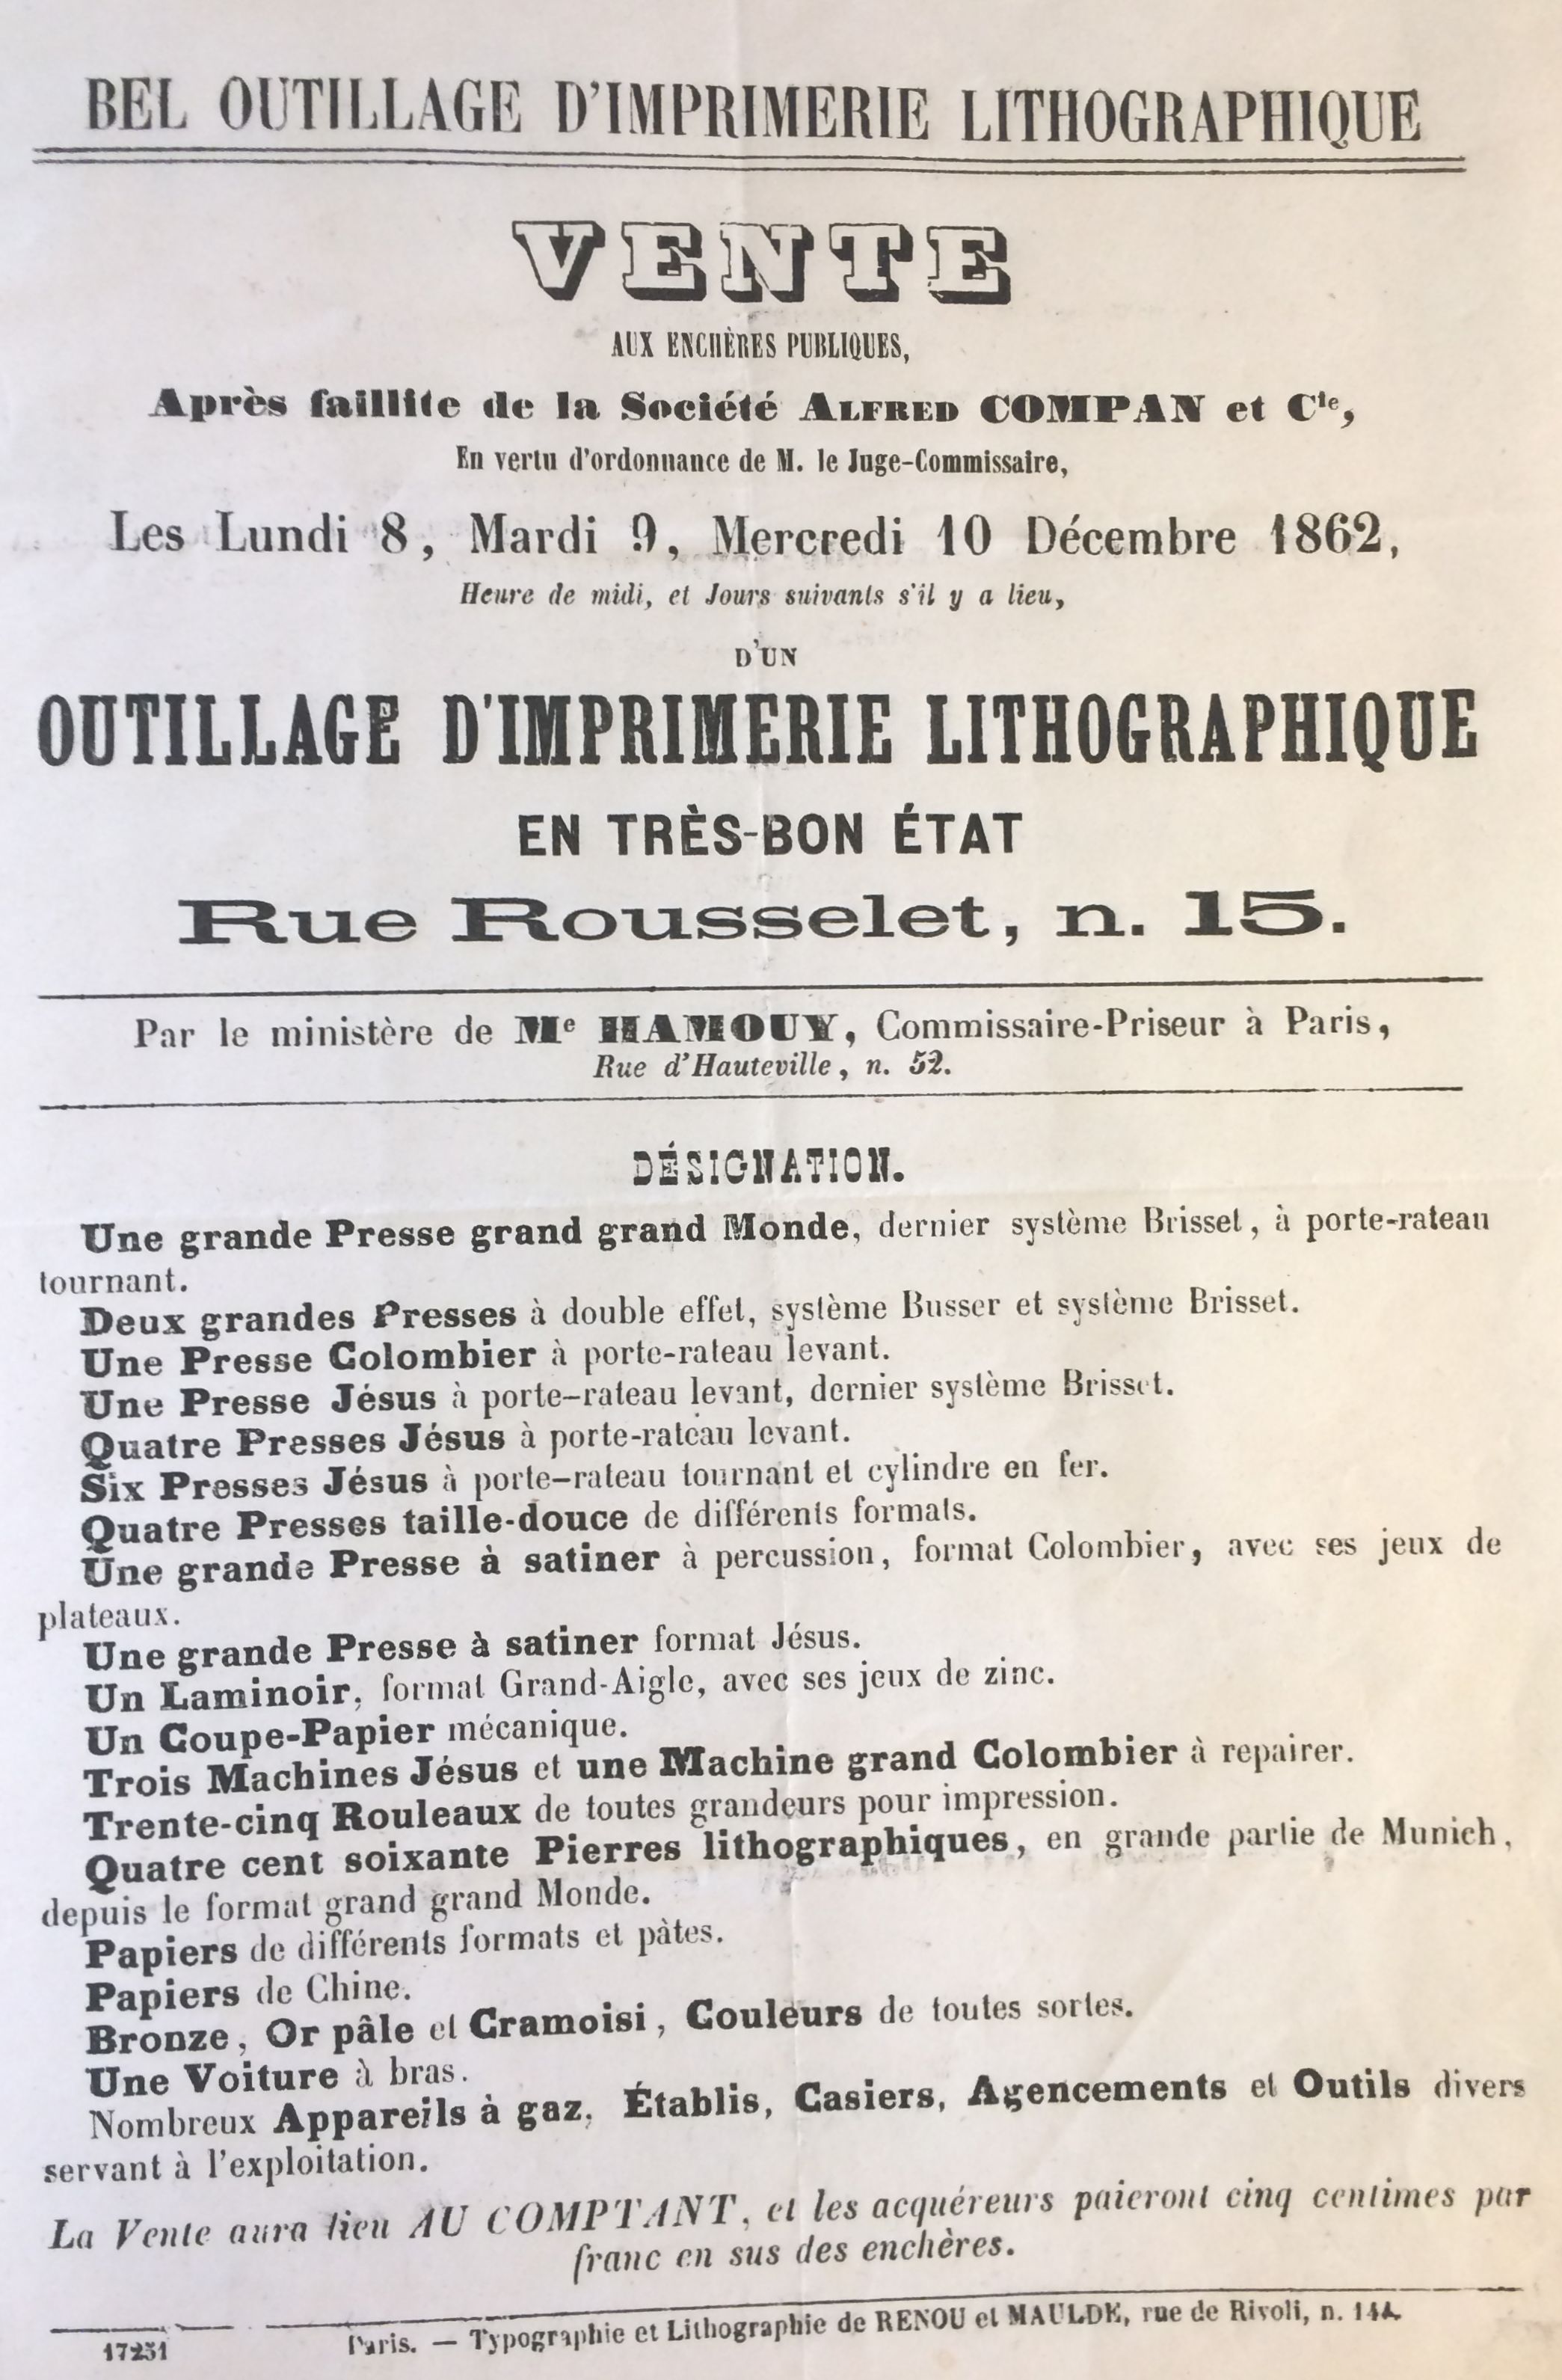 BEL OUTILLAGE D'IMPRIMERIE LITHOGRAPHIQUE
VENTE
AUX ENCHÈRES PUBLIQUES,
Après faillite de la Société ALFRED COMPAN et Cie,
En vertu d'ordonnance de M. le Juge-Commissaire,
Les Lundi 8, Mardi 9, Mercredi 10 Décembre 1862,
Heure de midi, et Jours suivants s'il y a lieu,
D'UN
OUTILLAGE D'IMPRIMERIE LITHOGRAPHIQUE
EN TRÈS-BON ÉTAT
Rue Rousselet, n. 15.
Par le ministère de Me HAMOUY, Commissaire-Priseur à Paris,
Rue d'Hauteville, n. 52.
DÉSIGNATION.
Une grande Presse grand grand Monde, dernier système Brisset, à porte-rateau
tournant.
Deux grandes Presses à double effet, système Busser et système Brisset.
Une Presse Colombier à porte-rateau levant.
Une Presse Jésus à porte-rateau levant, dernier système Brisset.
Quatre Presses Jésus à porte-rateau levant.
Six Presses Jésus à porte-rateau tournant et cylindre en fer.
Quatre Presses taille-douce de différents formats.
Une grande Presse à satiner à percussion, format Colombier, avec ses jeux de
plateaux.
Une grande Presse à satiner format Jésus.
Un Laminoir, format Grand-Aigle, avec ses jeux de zinc.
Un Coupe-Papier mécanique.
Trois Machines Jésus et une Machine grand Colombier à repairer.
Trente-cinq Rouleaux de toutes grandeurs pour impression.
Quatre cent soixante Pierres lithographiques, en grande partie de Munich,
depuis le format grand grand Monde.
Papiers de différents formats et pâtes.
Papiers de Chine.
Bronze, Or pâle et Cramoisi, Couleurs de toutes sortes.
Une Voiture à bras.
Nombreux Appareils à gaz, Établis, Casiers, Agencements et Outils divers
servant à l'exploitation.
La Vente aura lieu AU COMPTANT, et les acquéreurs paieront cinq centimes par
franc en sus des enchères.
17251 Paris. — Typographie et Lithographie de RENOU et MAULDE, rue de Rivoli, n. 144.